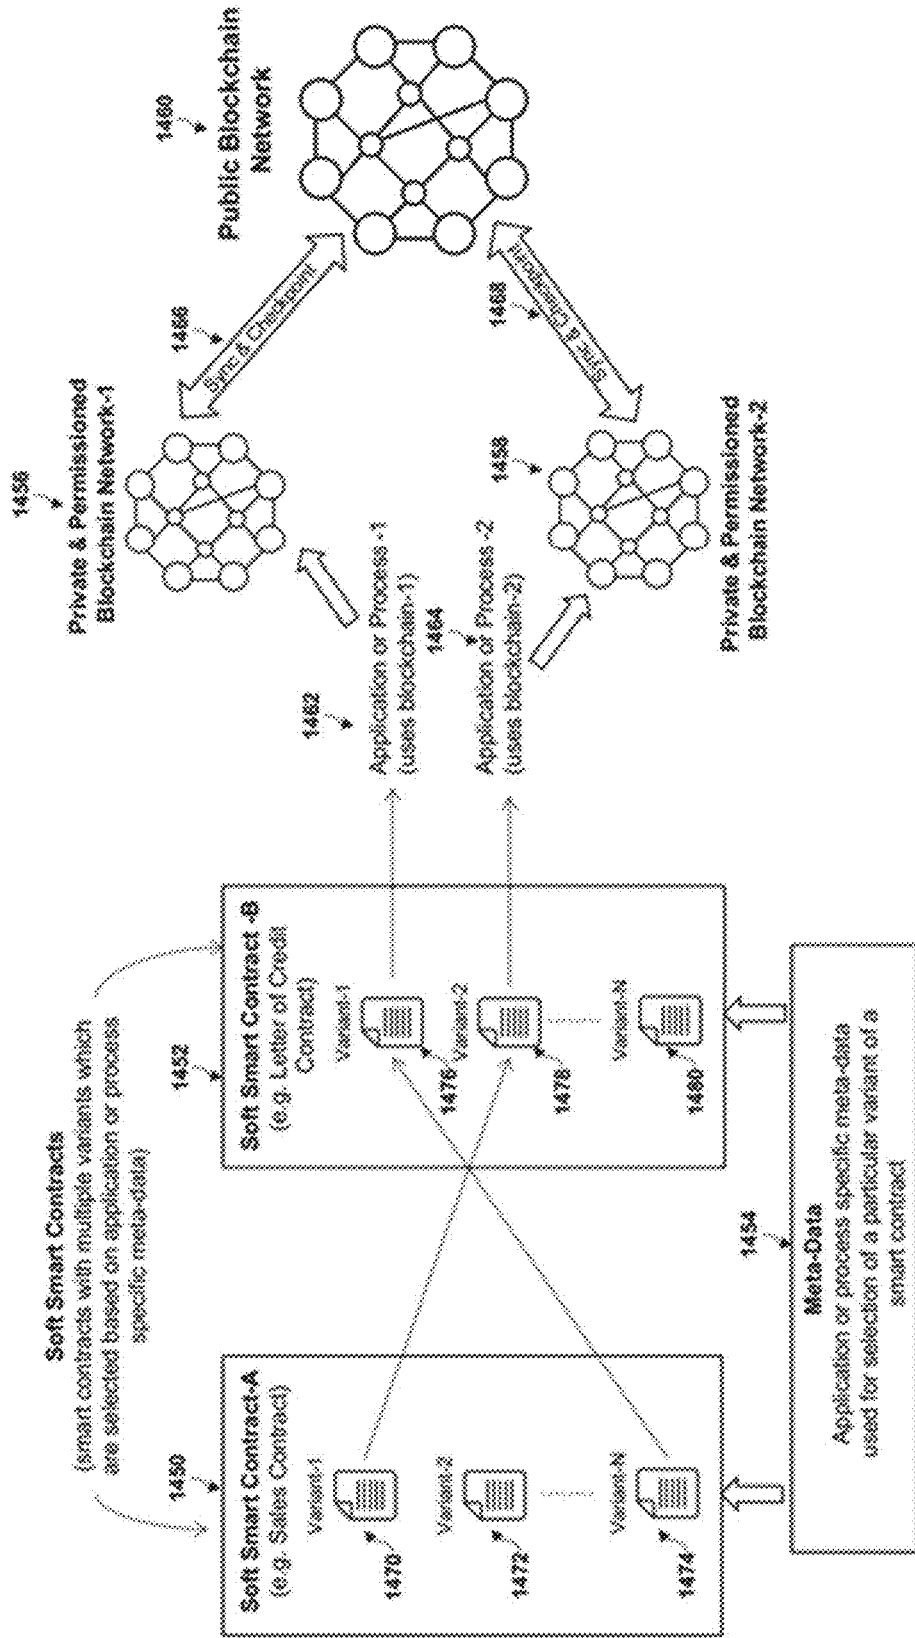 Soft Smart Contracts
(smart contracts with multiple variants which
are selected based on application or process
specific meta-data)
1450
Soft Smart Contract-A
(e.g. Sales Contract)
Variant-1
1470
Variant-2
1472
Variant-N
1474
1452
Soft Smart Contract -B
(e.g. Letter of Credit
Contract)
Variant-1
1476
Variant-2
1478
Variant-N
1480
1454
Meta-Data
Application or process specific meta-data
used for selection of a particular variant of a
smart contract
1462
Application or Process -1
(uses blockchain-1)
1464
Application of Process -2
(uses blockchain-2)
1456
Private & Permissioned
Blockchain Network-1
1458
Private & Permissioned
Blockchain Network-2
1466
Sync & Checkpoint
1468
Sync & Checkpoint
1460
Public Blockchain
Network